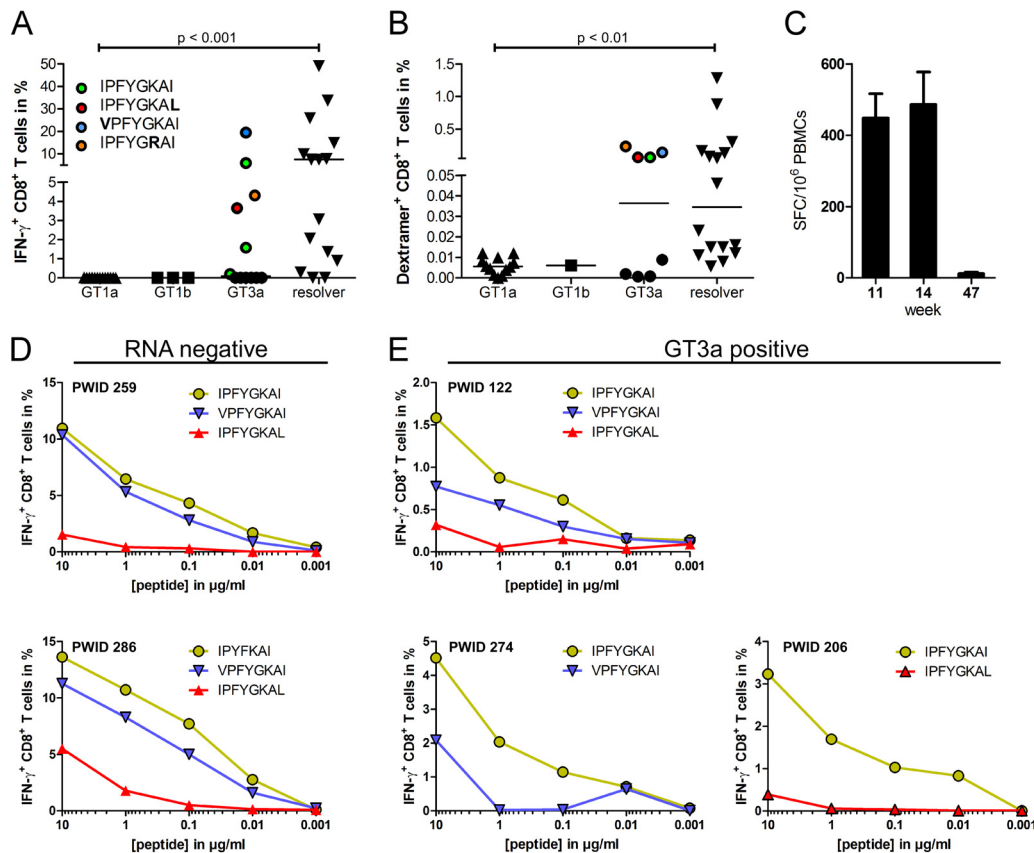 A
p < 0.001
IFN-γ+ CD8+ T cells in %
50
40
30
20
10
5
4
3
2
1
0
IPFYGKAI
IPFYGKAL
VPFYGKAI
IPFYGRAI
GT1a GT1b GT3a resolver
B
p < 0.01
Dextramer+ CD8+ T cells in %
1.5
1.0
0.5
0.05
0.04
0.03
0.02
0.01
0.00
GT1a GT1b GT3a resolver
C
SFC/10^6 PBMCs
600
400
200
0
11 14 47
week
D
RNA negative
PWID 259
IPFYGKAI
VPFYGKAI
IPFYGKAL
IFN-γ+ CD8+ T cells in %
15
10
5
0
10 1 0.1 0.01 0.001
[peptide] in µg/ml
PWID 286
IPYFKAI
VPFYGKAI
IPFYGKAL
IFN-γ+ CD8+ T cells in %
15
10
5
0
10 1 0.1 0.01 0.001
[peptide] in µg/ml
E
GT3a positive
PWID 122
IPFYGKAI
VPFYGKAI
IPFYGKAL
IFN-γ+ CD8+ T cells in %
2.0
1.5
1.0
0.5
0.0
10 1 0.1 0.01 0.001
[peptide] in µg/ml
PWID 274
IPFYGKAI
VPFYGKAI
IFN-γ+ CD8+ T cells in %
5
4
3
2
1
0
10 1 0.1 0.01 0.001
[peptide] in µg/ml
PWID 206
IPFYGKAI
IPFYGKAL
IFN-γ+ CD8+ T cells in %
4
3
2
1
0
10 1 0.1 0.01 0.001
[peptide] in µg/ml